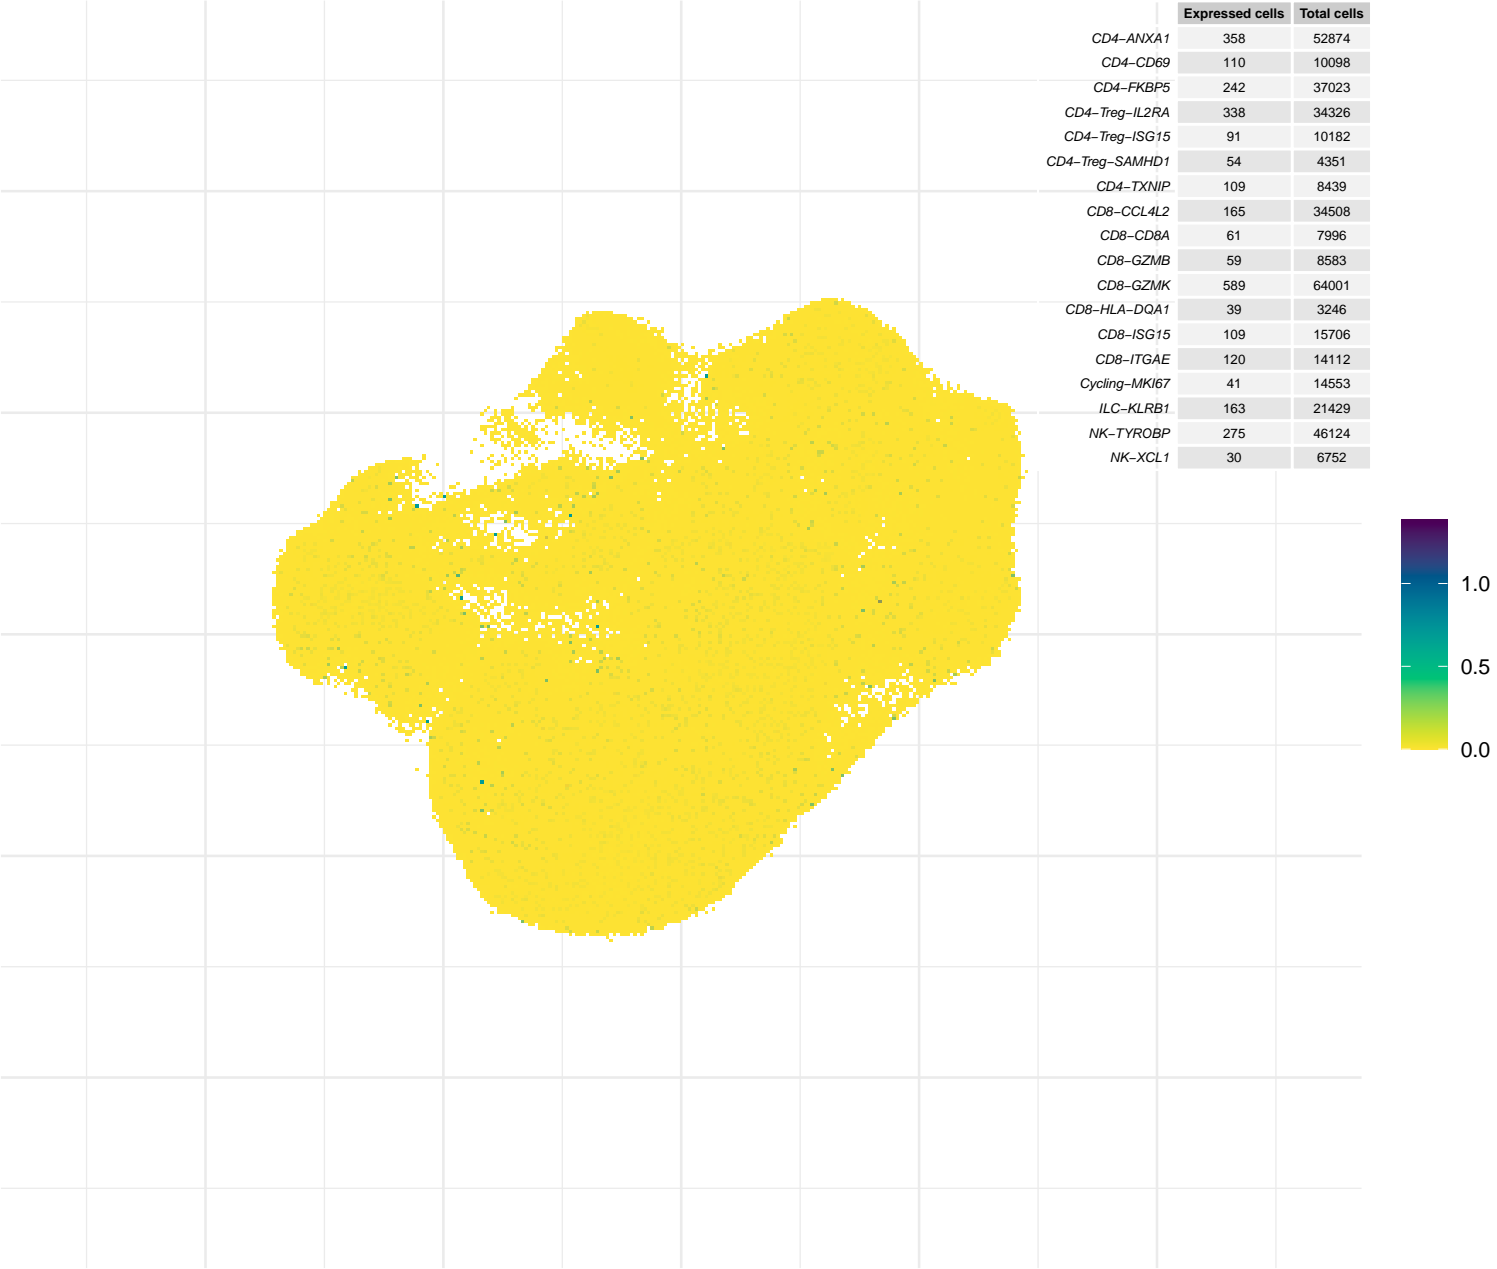 Expressed cells Total cells
CD4−ANXA1 358 52874
CD4−CD69 110 10098
CD4−FKBP5 242 37023
CD4−Treg−IL2RA 338 34326
CD4−Treg−ISG15 91 10182
CD4−Treg−SAMHD1 54 4351
CD4−TXNIP 109 8439
CD8−CCL4L2 165 34508
CD8−CD8A 61 7996
CD8−GZMB 59 8583
CD8−GZMK 589 64001
CD8−HLA−DQA1 39 3246
CD8−ISG15 109 15706
CD8−ITGAE 120 14112
Cycling−MKI67 41 14553
ILC−KLRB1 163 21429
NK−TYROBP 275 46124
NK−XCL1 30 6752
1.0
0.5
0.0